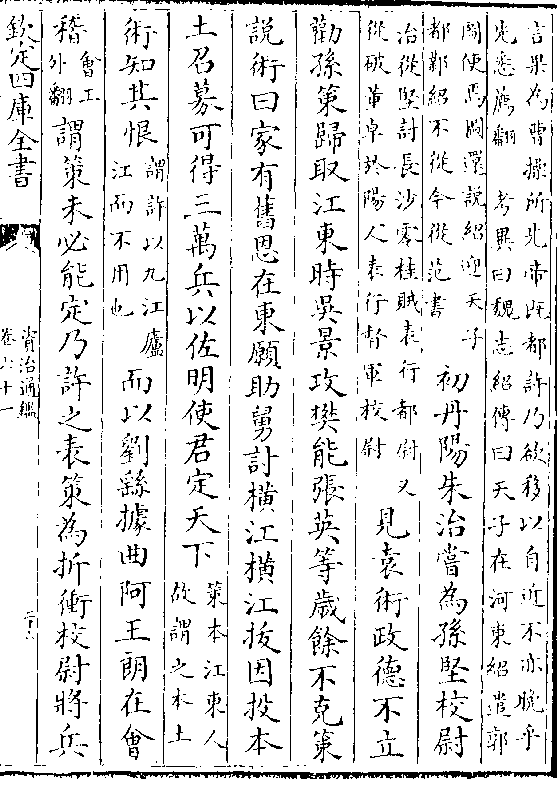 言果為曹操所先帝既都許乃欲移以自近不亦晚乎
先悉薦翻考異曰魏志紹傳曰天子在河東紹遣郭
圖使焉圖還説紹迎天子
都鄴紹不從今從范書
初丹陽朱治嘗為孫堅校尉
治從堅討長沙零桂賊表行都尉又
從破董卓於陽人表行督軍校尉
見袁術政德不立
勸孫策歸取江東時吳景攻樊能張英等歲餘不克策
說術曰家有舊恩在東願助舅討横江横江拔因投本
土召募可得三萬兵以佐明使君定天下
策本江東人
故謂之本土
術知其恨
謂許以九江廬
江而不用也
而以劉繇據曲阿王朗在會
稽
會工
外翻
謂策未必能定乃許之表策為折衝校尉將兵
欽定四庫全書
資治通鑑
卷六十一